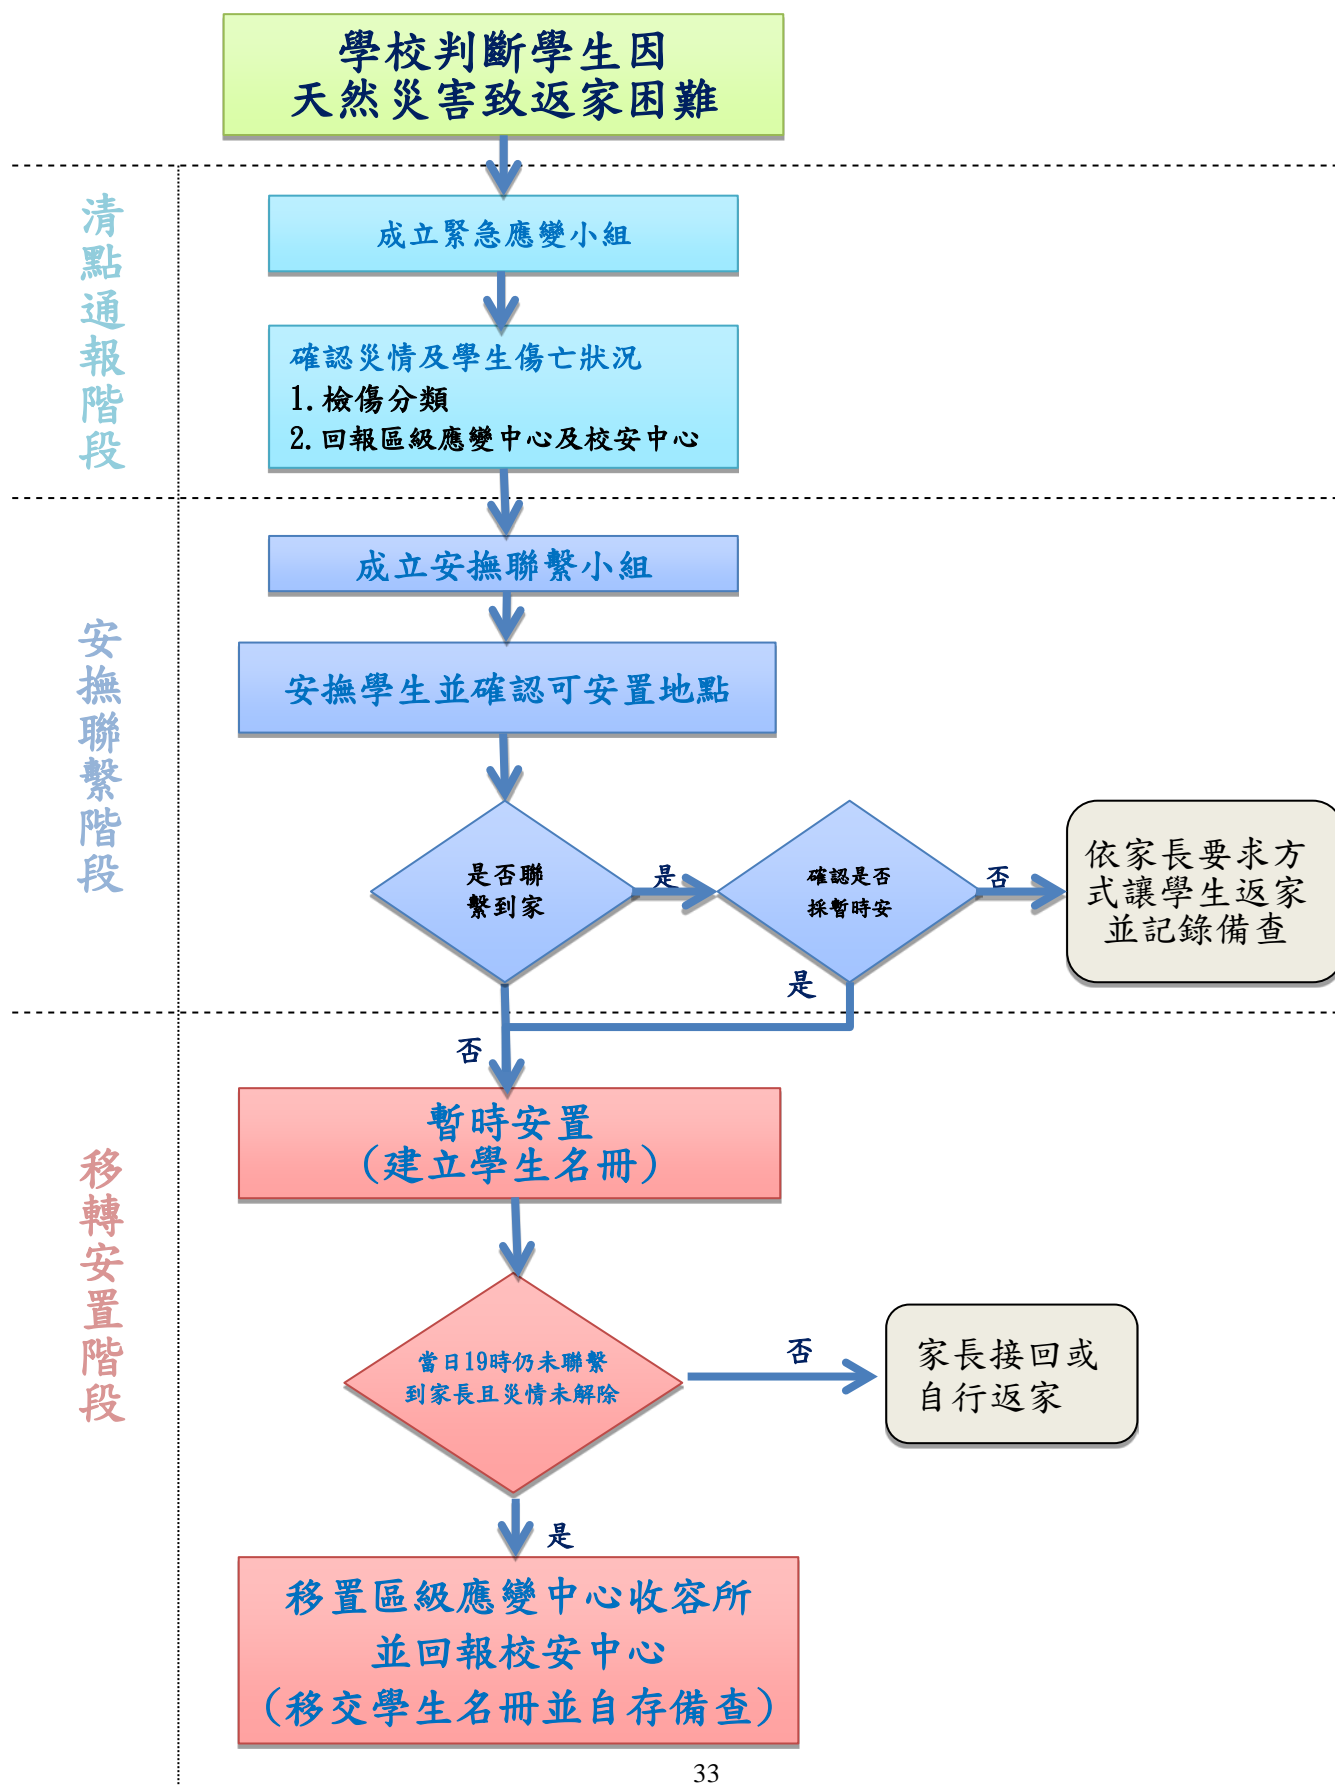 學校判斷學生因
天然災害致返家困難
清點通報階段
成立緊急應變小組
確認災情及學生傷亡狀況
1.檢傷分類
2.回報區級應變中心及校安中心
安撫聯繫階段
成立安撫聯繫小組
安撫學生並確認可安置地點
是否聯
繫到家
是
確認是否
採暫時安
否
依家長要求方
式讓學生返家
並記錄備查
是
否
移轉安置階段
暫時安置
(建立學生名冊)
當日19時仍未聯繫
到家長且災情未解除
否
家長接回或
自行返家
是
移置區級應變中心收容所
並回報校安中心
(移交學生名冊並自存備查)
33